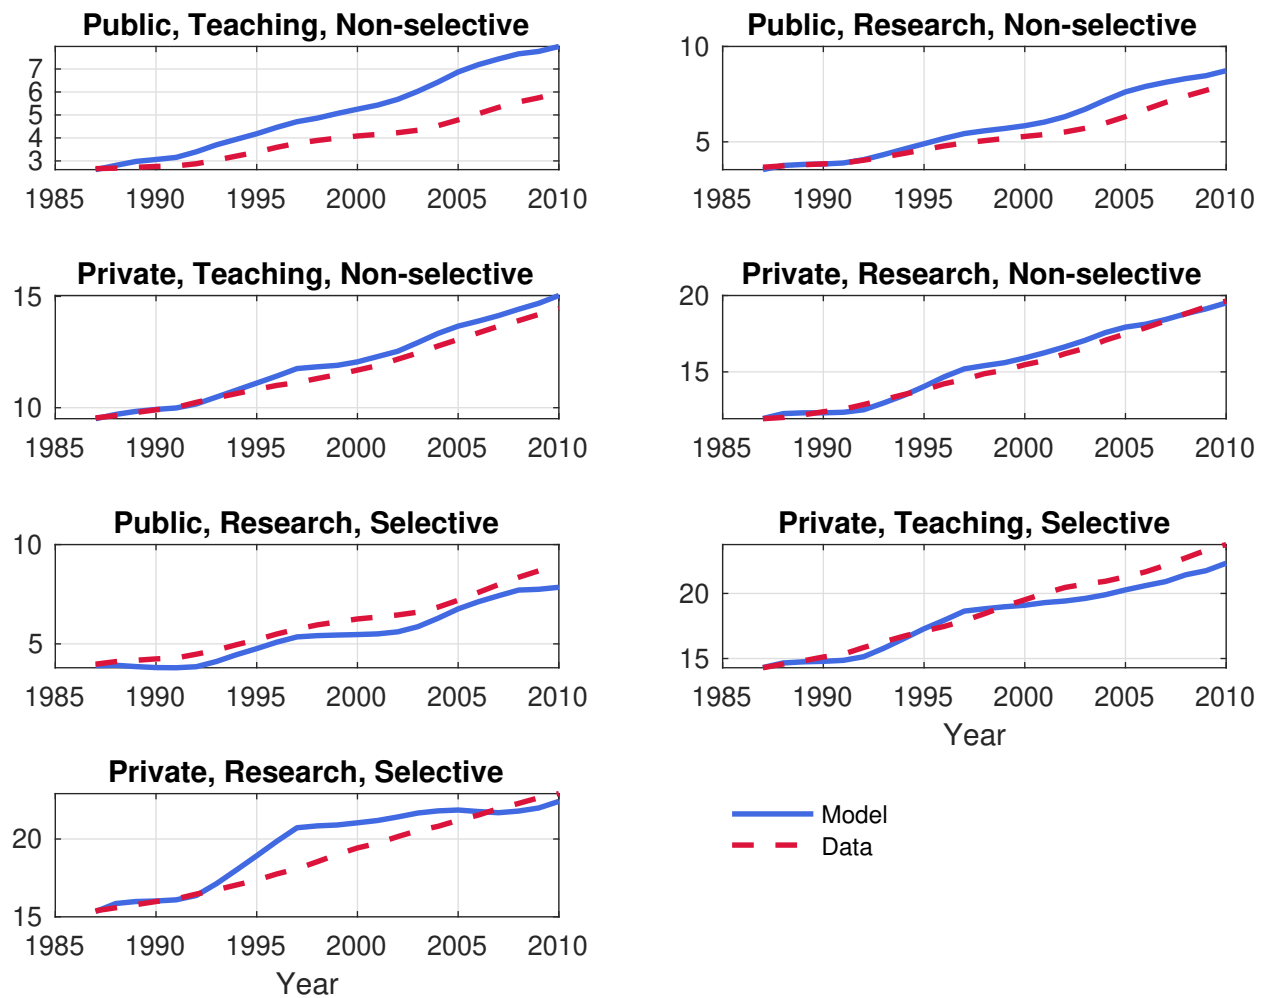 Public, Teaching, Non-selective
7
6
5
4
3
1985 1990 1995 2000 2005 2010
Public, Research, Non-selective
10
5
1985 1990 1995 2000 2005 2010
Private, Teaching, Non-selective
15
10
1985 1990 1995 2000 2005 2010
Private, Research, Non-selective
20
15
1985 1990 1995 2000 2005 2010
Public, Research, Selective
10
5
1985 1990 1995 2000 2005 2010
Private, Teaching, Selective
20
15
1985 1990 1995 2000 2005 2010
Year
Private, Research, Selective
20
15
1985 1990 1995 2000 2005 2010
Year
Model
Data